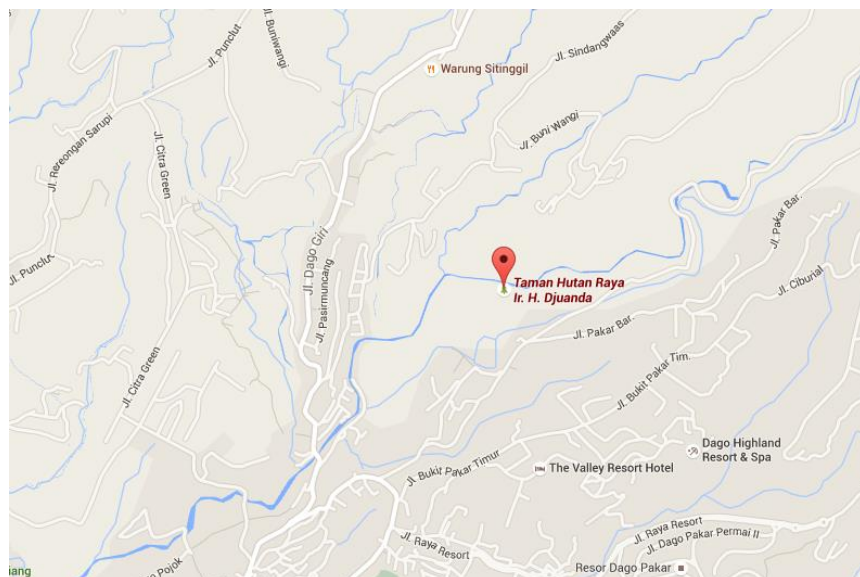 Jl. Punclut
Jl. Buniwangi
Jl. Sindangwaas
Warung Sitinggil
Jl. Rereongan Sarupi
Jl. Citra Green
Jl. Buni Wangi
Jl. Punclut
Jl. Dago Giri
Jl. Pasirmuncang
Jl. Pakar Bar.
Taman Hutan Raya
Ir. H. Djuanda
Jl. Ciburial
Jl. Pakar Bar.
Jl. Citra Green
Jl. Bukit Pakar Tim.
Dago Highland
Resort & Spa
Jl. Bukit Pakar Timur
The Valley Resort Hotel
Jl. Raya Resort
Jl. Raya Resort
Jl. Dago Pakar Permai II
Resor Dago Pakar
iang
o Pojok